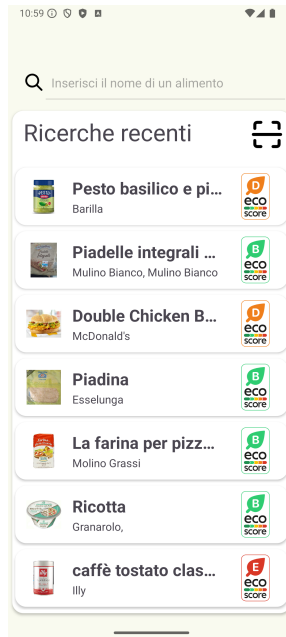 10:59
Inserisci il nome di un alimento
Ricerche recenti
Pesto basilico e pi...
Barilla
D
eco
score
Piadelle integrali ...
Mulino Bianco, Mulino Bianco
B
eco
score
Double Chicken B...
McDonald's
D
eco
score
Piadina
Esselunga
B
eco
score
La farina per pizz...
Molino Grassi
B
eco
score
Ricotta
Granarolo,
B
eco
score
caffè tostato clas...
Illy
E
eco
score